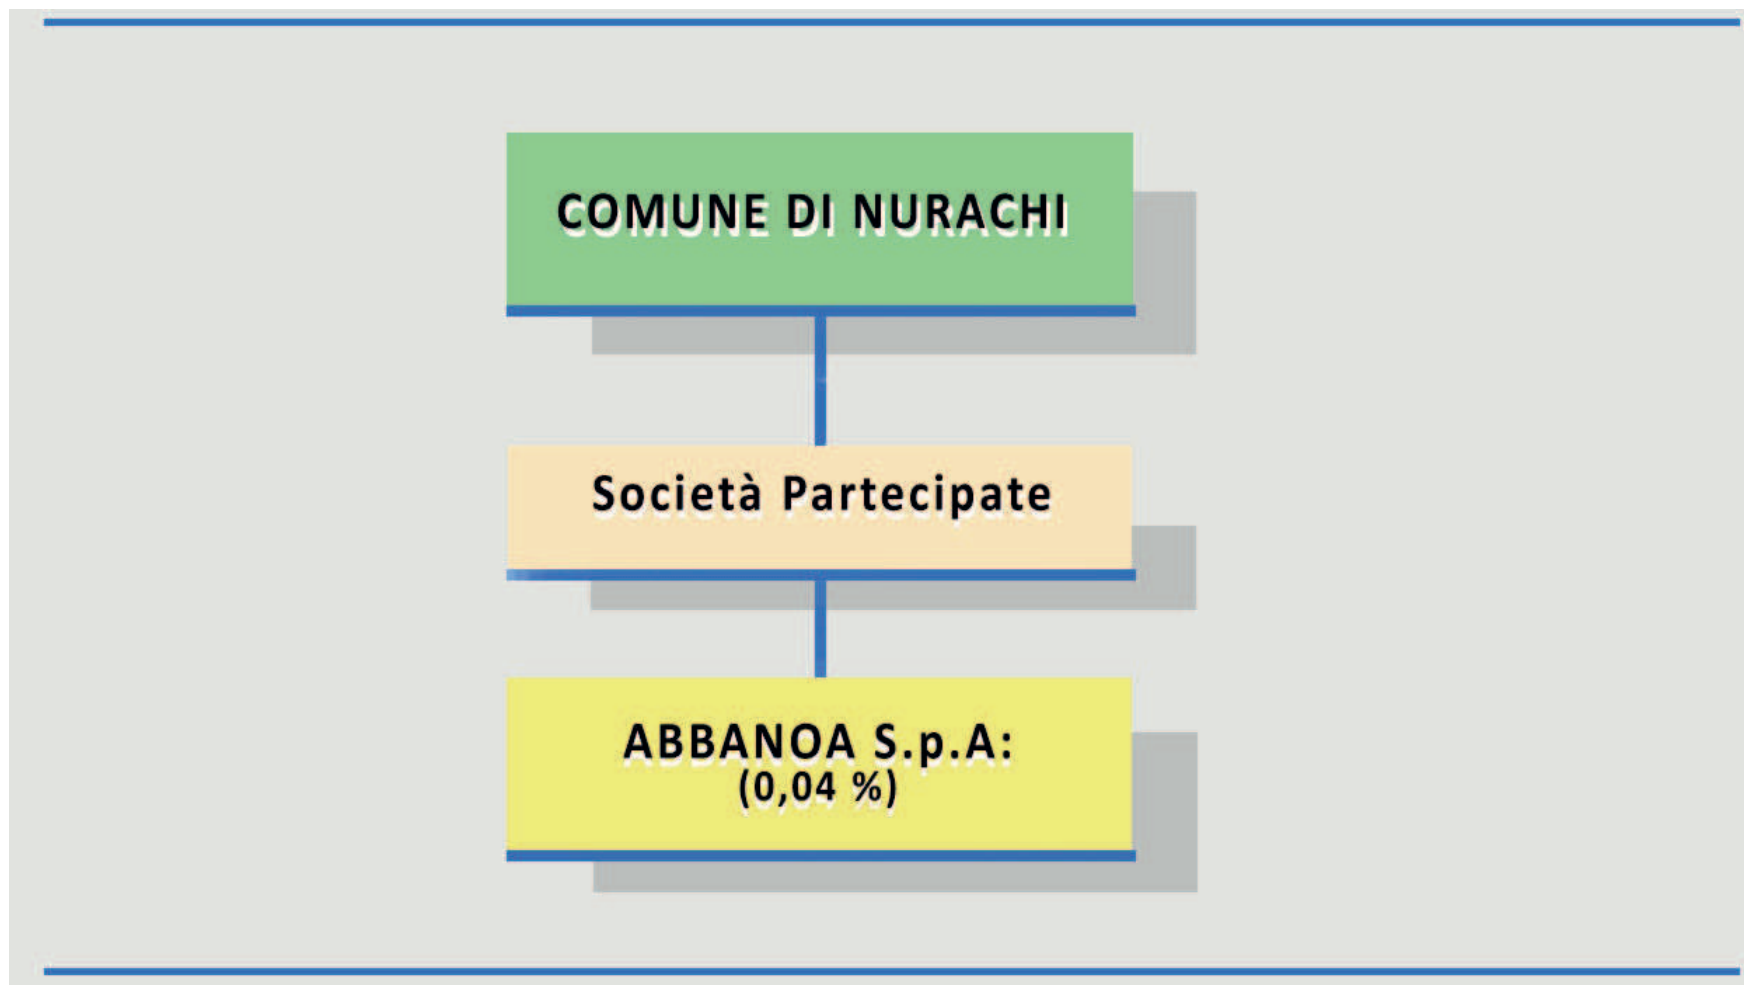 COMUNE DI NURACHI
Società Partecipate
ABBANOA S.p.A:
(0,04 %)